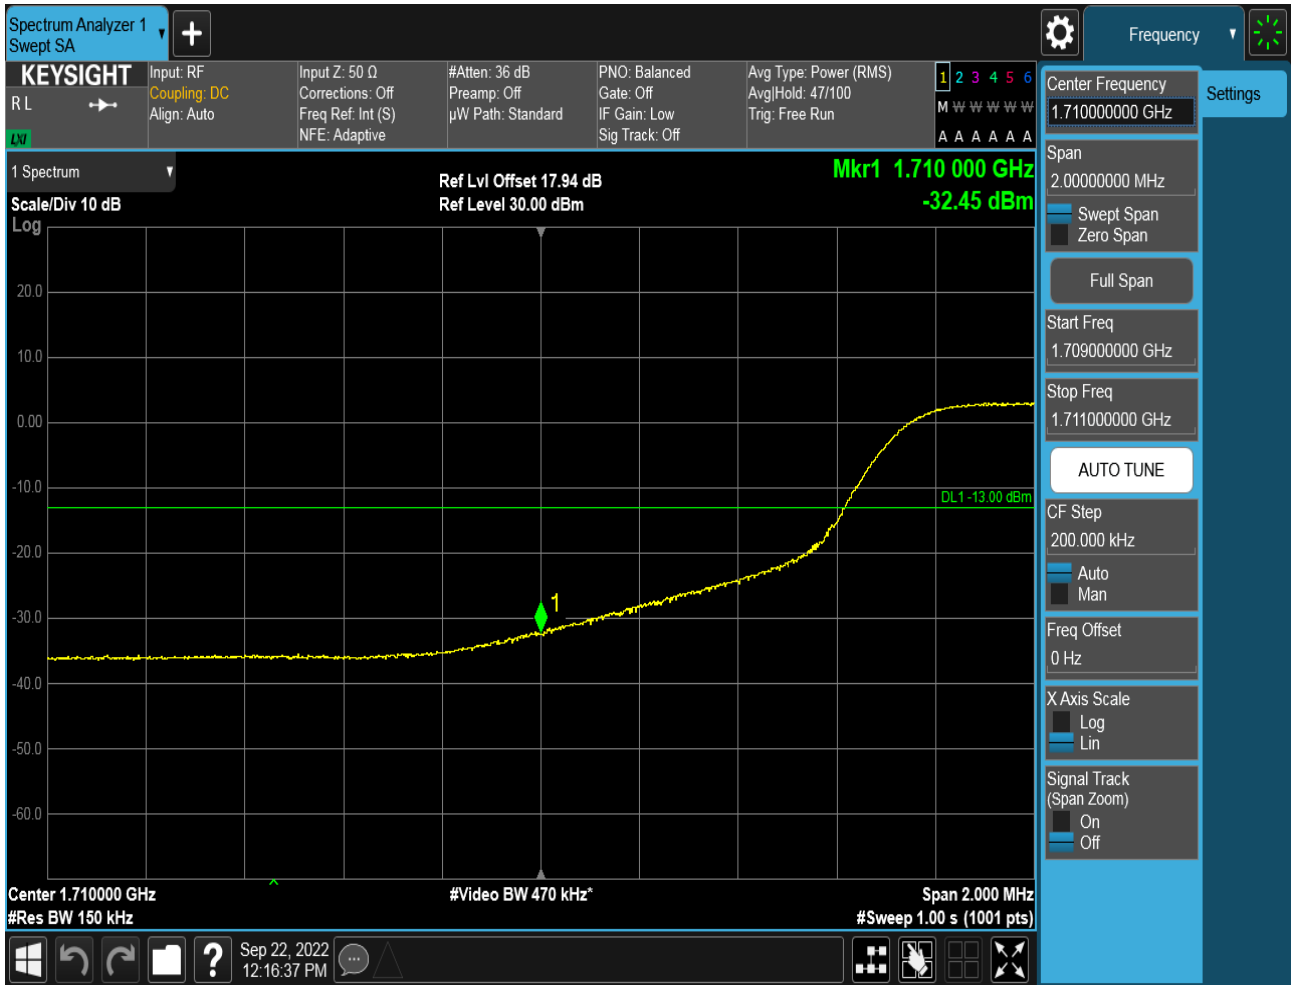 Spectrum Analyzer 1
Swept SA
Frequency
KEYSIGHT
R L
LXI
Input: RF
Coupling: DC
Align: Auto
Input Z: 50 Ω
Corrections: Off
Freq Ref: Int (S)
NFE: Adaptive
#Atten: 36 dB
Preamp: Off
µW Path: Standard
PNO: Balanced
Gate: Off
IF Gain: Low
Sig Track: Off
Avg Type: Power (RMS)
Avg|Hold: 47/100
Trig: Free Run
1 2 3 4 5 6
M W W W W W
A A A A A A
1 Spectrum
Scale/Div 10 dB
Log
Ref Lvl Offset 17.94 dB
Ref Level 30.00 dBm
Mkr1 1.710 000 GHz
-32.45 dBm
20.0
10.0
0.00
-10.0
-20.0
-30.0
-40.0
-50.0
-60.0
DL1 -13.00 dBm
1
Center 1.710000 GHz
#Res BW 150 kHz
#Video BW 470 kHz*
Span 2.000 MHz
#Sweep 1.00 s (1001 pts)
Sep 22, 2022
12:16:37 PM
Center Frequency
1.710000000 GHz
Settings
Span
2.00000000 MHz
Swept Span
Zero Span
Full Span
Start Freq
1.709000000 GHz
Stop Freq
1.711000000 GHz
AUTO TUNE
CF Step
200.000 kHz
Auto
Man
Freq Offset
0 Hz
X Axis Scale
Log
Lin
Signal Track
(Span Zoom)
On
Off